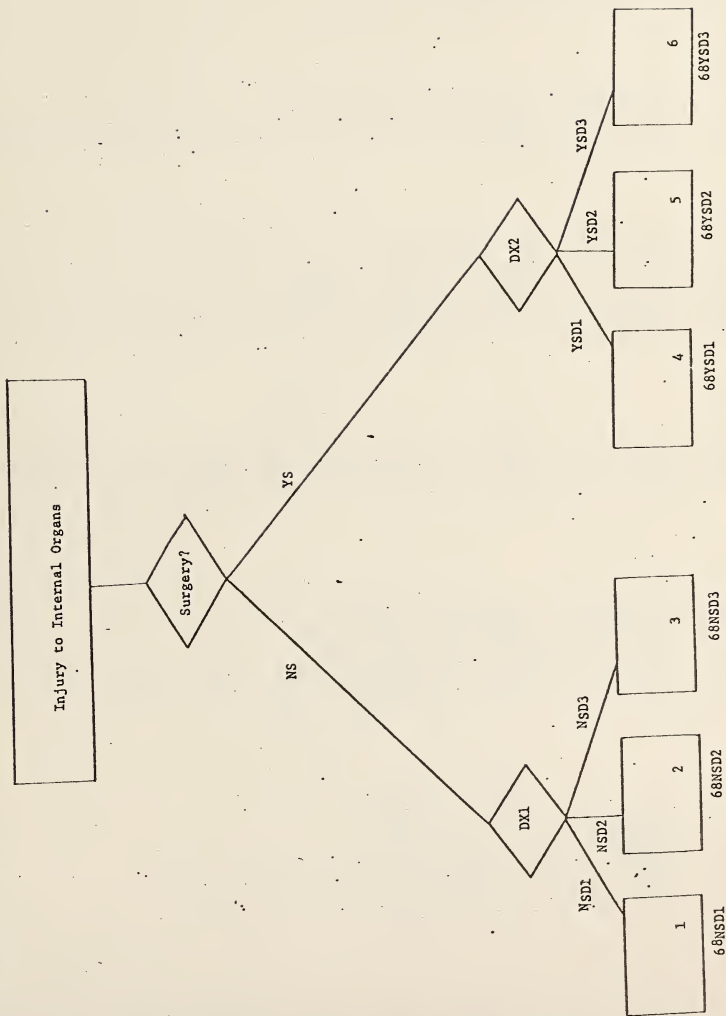 Injury to Internal Organs
Surgery?
NS
YS
DX1
DX2
NSD1
NSD2
NSD3
YSD1
YSD2
YSD3
1
2
3
4
5
6
68NSD1
68NSD2
68NSD3
68YSD1
68YSD2
68YSD3